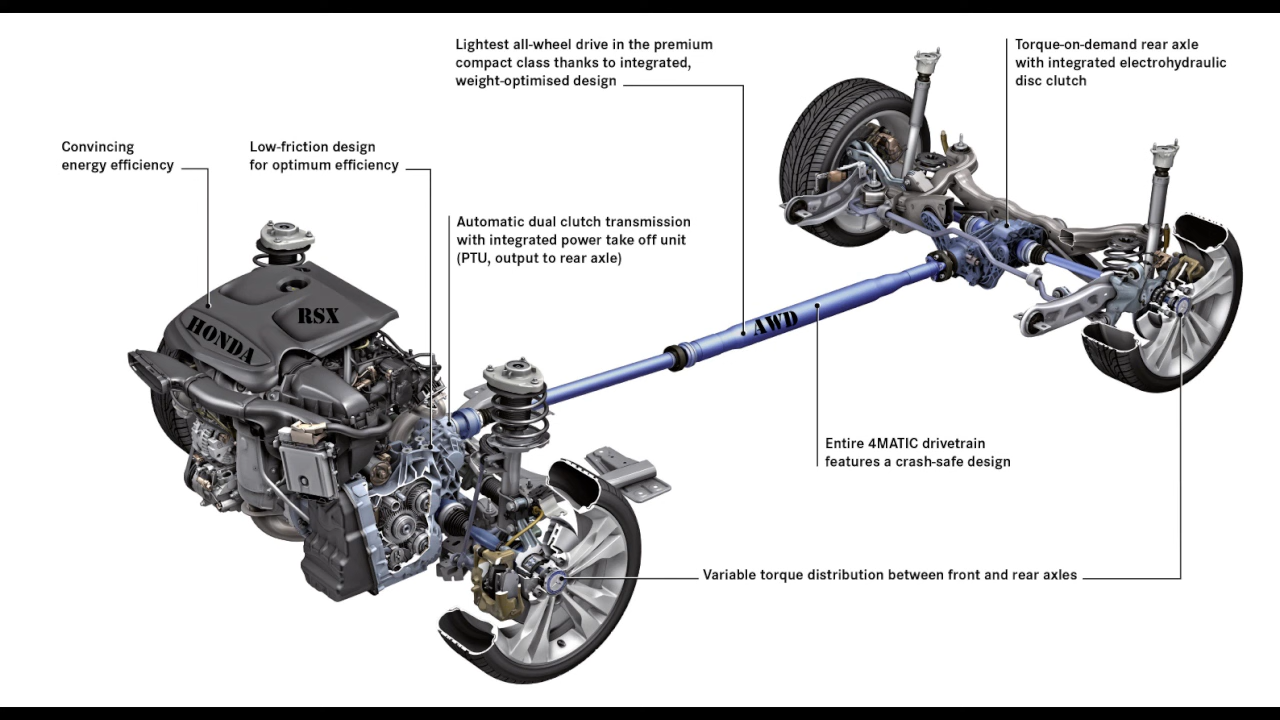 Lightest all-wheel drive in the premium
compact class thanks to integrated,
weight-optimised design
Torque-on-demand rear axle
with integrated electrohydraulic
disc clutch
Convincing
energy efficiency
Low-friction design
for optimum efficiency
Automatic dual clutch transmission
with integrated power take off unit
(PTU, output to rear axle)
HONDA
RSX
AWD
Entire 4MATIC drivetrain
features a crash-safe design
Variable torque distribution between front and rear axles